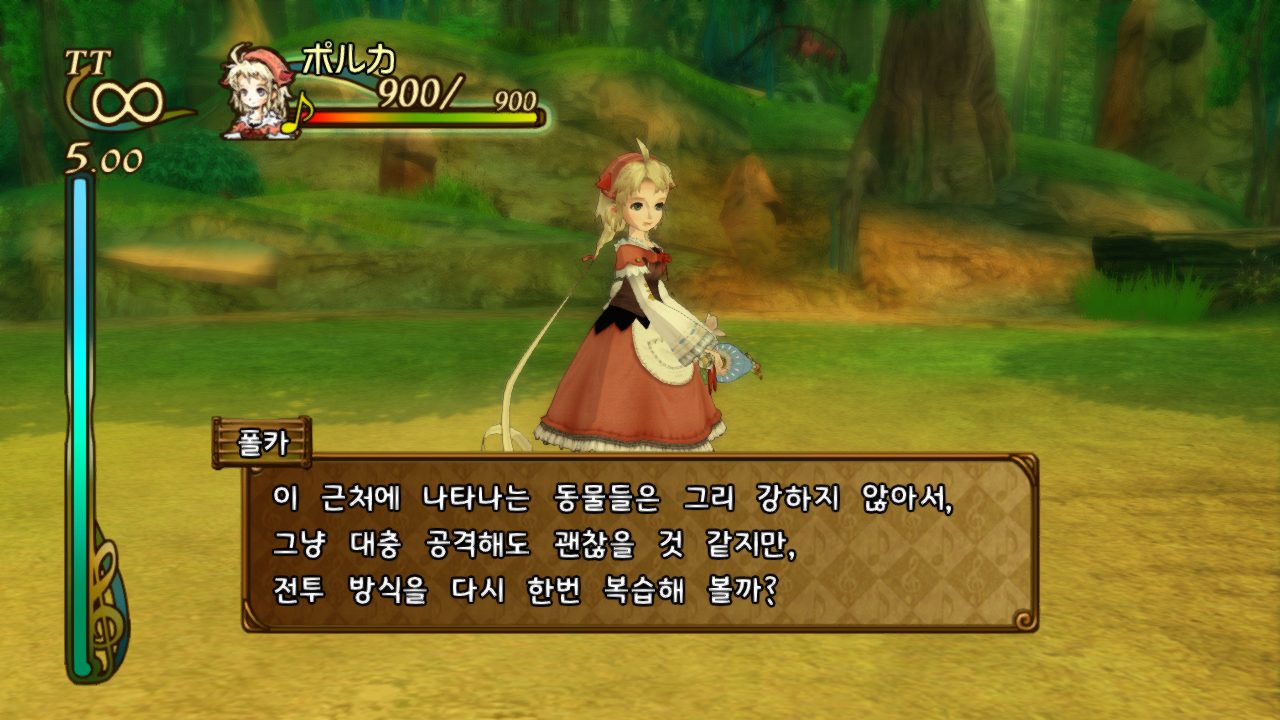 TT
∞
5.00
ポルカ
900/ 900
폴카
이 근처에 나타나는 동물들은 그리 강하지 않아서,
그냥 대충 공격해도 괜찮을 것 같지만,
전투 방식을 다시 한번 복습해 볼까?